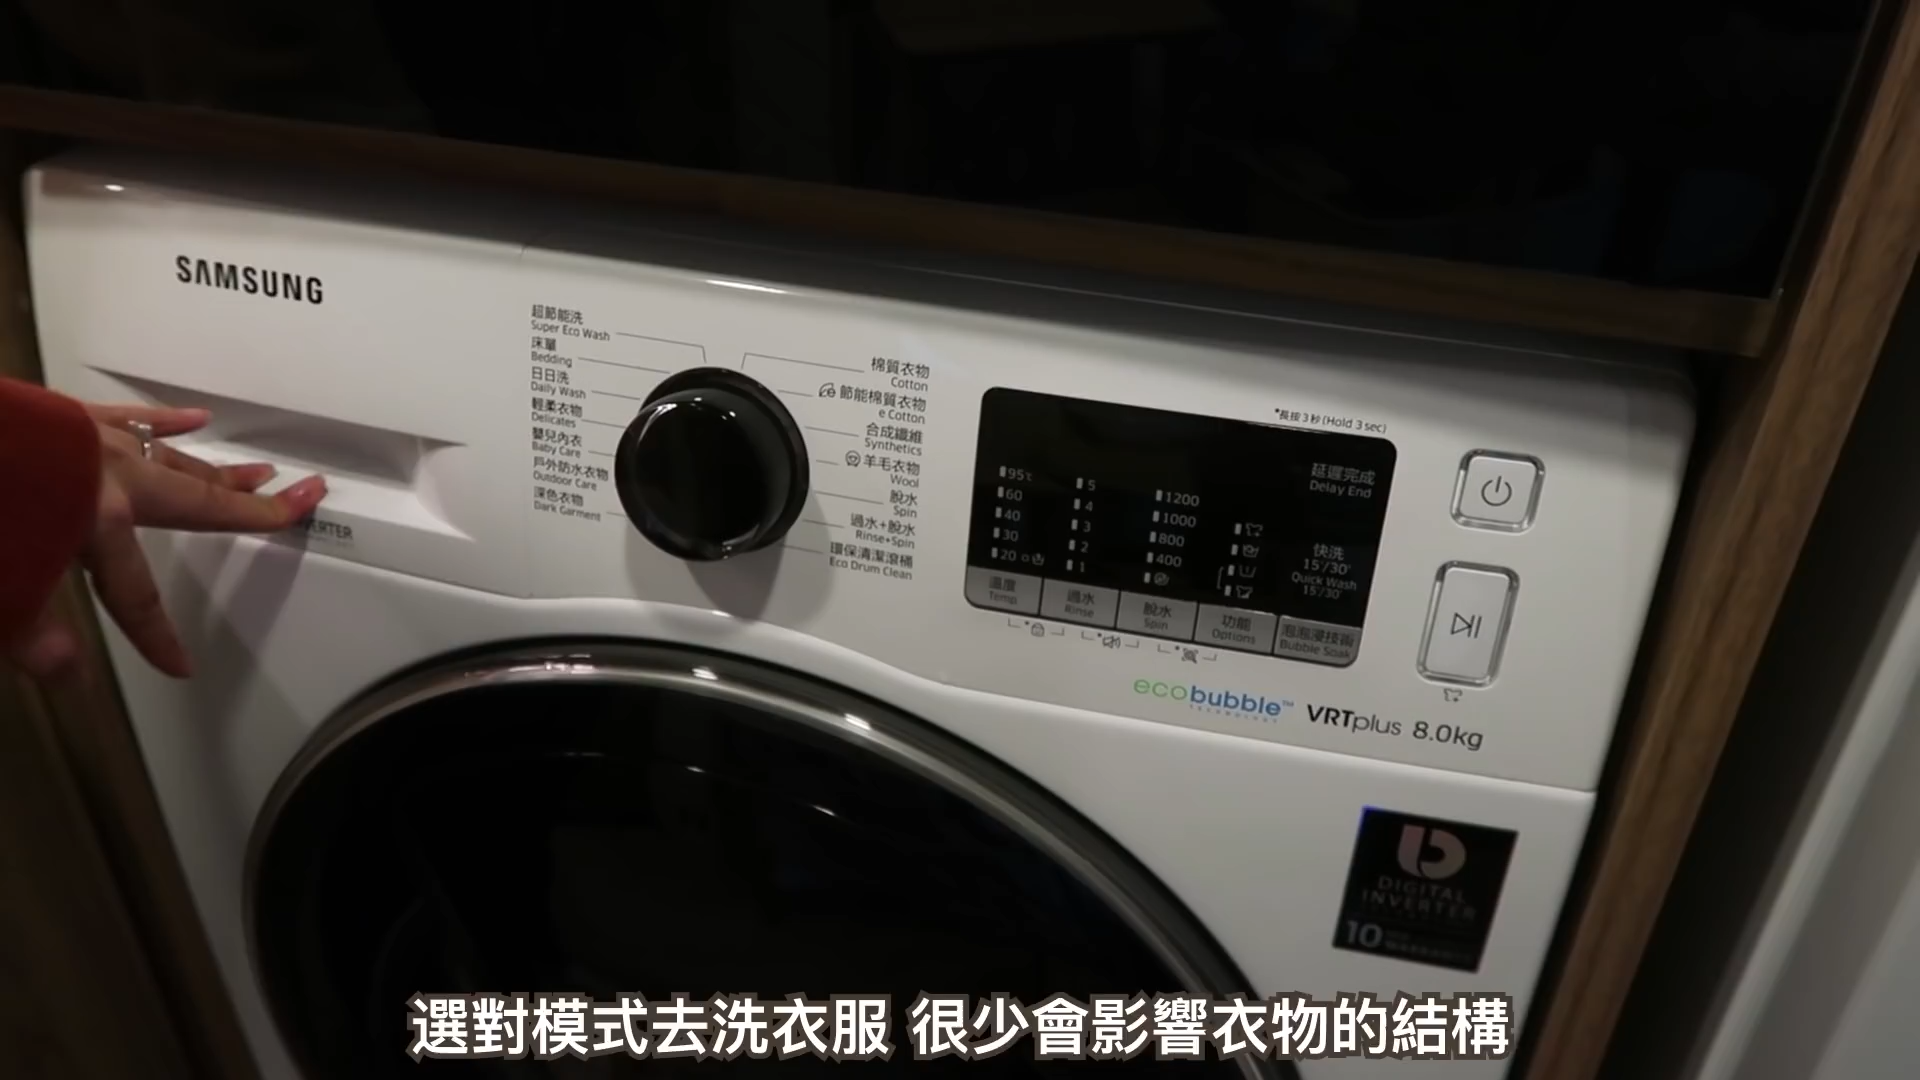 SAMSUNG
超節能洗
Super Eco Wash
床單
Bedding
日日洗
Daily Wash
輕柔衣物
Delicates
嬰兒內衣
Baby Care
戶外防水衣物
Outdoor Care
深色衣物
Dark Garment
棉質衣物
Cotton
節能棉質衣物
e Cotton
合成纖維
Synthetics
羊毛衣物
Wool
脫水
Spin
過水+脫水
Rinse+Spin
環保清潔滾桶
Eco Drum Clean
*長按3秒(Hold 3 sec)
延遲完成
Delay End
95℃
60
40
30
20
5
4
3
2
1
1200
1000
800
400
快洗
15'/30'
Quick Wash
15'/30'
溫度
Temp
過水
Rinse
脫水
Spin
功能
Options
泡泡浸技術
Bubble Soak
ecobubble™
TECHNOLOGY
VRTplus 8.0kg
DIGITAL
INVERTER
10
選對模式去洗衣服 很少會影響衣物的結構